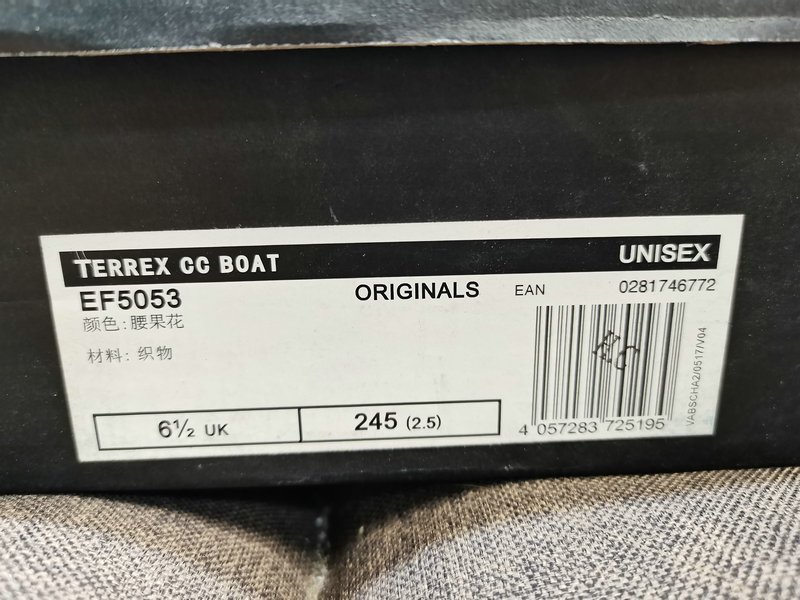 TERREX CC BOAT UNISEX
EF5053 ORIGINALS EAN 0281746772
颜色:腰果花
材料: 织物
6½ UK 245 (2.5)
H.C
4 057283 725195
VABSCHA2/0517/V04